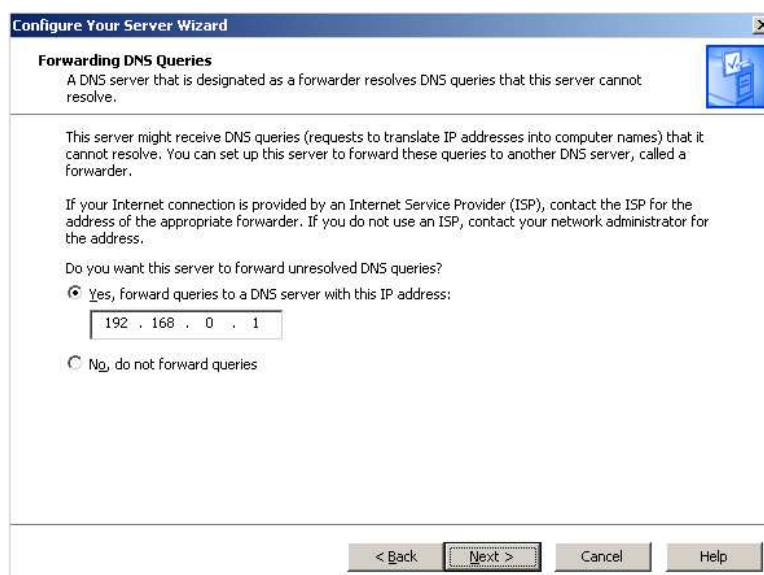 Configure Your Server Wizard
Forwarding DNS Queries
A DNS server that is designated as a forwarder resolves DNS queries that this server cannot
resolve.
This server might receive DNS queries (requests to translate IP addresses into computer names) that it
cannot resolve. You can set up this server to forward these queries to another DNS server, called a
forwarder.
If your Internet connection is provided by an Internet Service Provider (ISP), contact the ISP for the
address of the appropriate forwarder. If you do not use an ISP, contact your network administrator for
the address.
Do you want this server to forward unresolved DNS queries?
Yes, forward queries to a DNS server with this IP address:
192 . 168 . 0 . 1
No, do not forward queries
< Back Next > Cancel Help